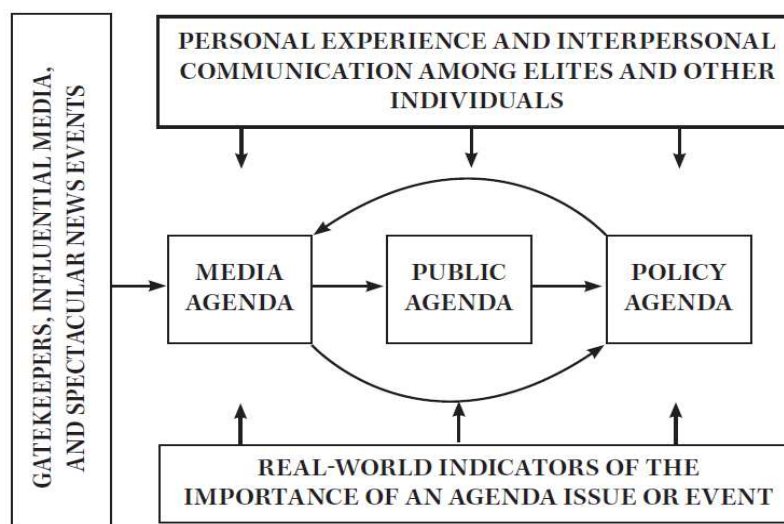 GATEKEEPERS, INFLUENTIAL MEDIA,
AND SPECTACULAR NEWS EVENTS
PERSONAL EXPERIENCE AND INTERPERSONAL
COMMUNICATION AMONG ELITES AND OTHER
INDIVIDUALS
MEDIA
AGENDA
PUBLIC
AGENDA
POLICY
AGENDA
REAL-WORLD INDICATORS OF THE
IMPORTANCE OF AN AGENDA ISSUE OR EVENT